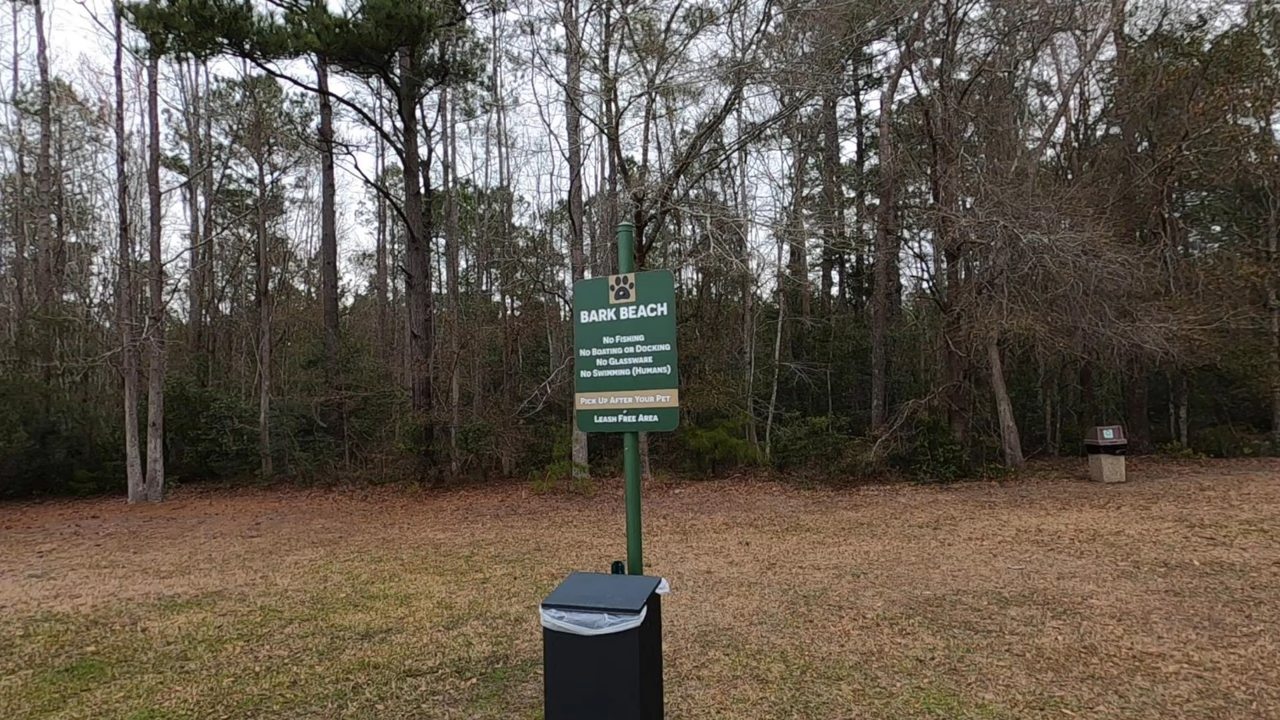 BARK BEACH
NO FISHING
NO BOATING OR DOCKING
NO GLASSWARE
NO SWIMMING (HUMANS)
PICK UP AFTER YOUR PET
LEASH FREE AREA